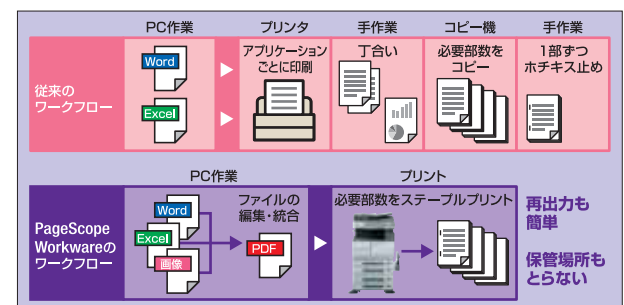 PC作業
プリンタ
手作業
コピー機
手作業
従来の
ワークフロー
Word
Excel
アプリケーション
ごとに印刷
丁合い
必要部数を
コピー
1部ずつ
ホチキス止め
PC作業
プリント
PageScope
Workwareの
ワークフロー
Word
Excel
画像
ファイルの
編集・統合
PDF
必要部数をステープルプリント
再出力も
簡単
保管場所も
とらない